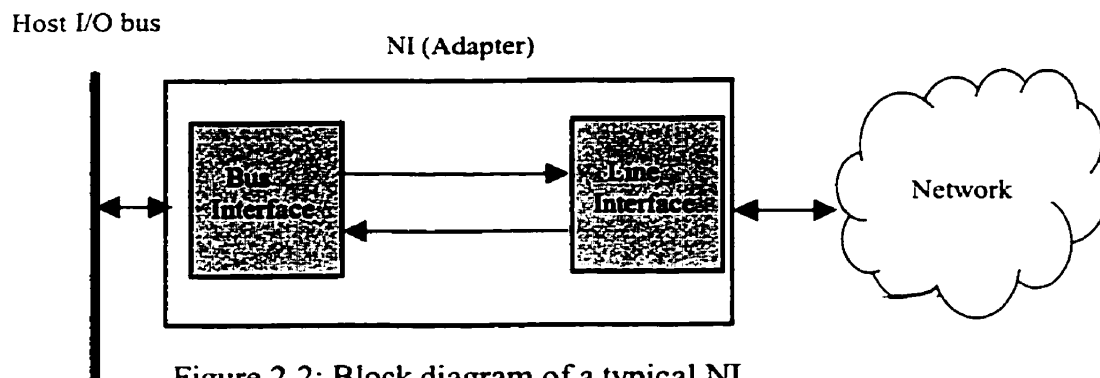 Host I/O bus
NI (Adapter)
Bus
Interface
Line
Interface
Network
Figure 2.2: Block diagram of a typical NI